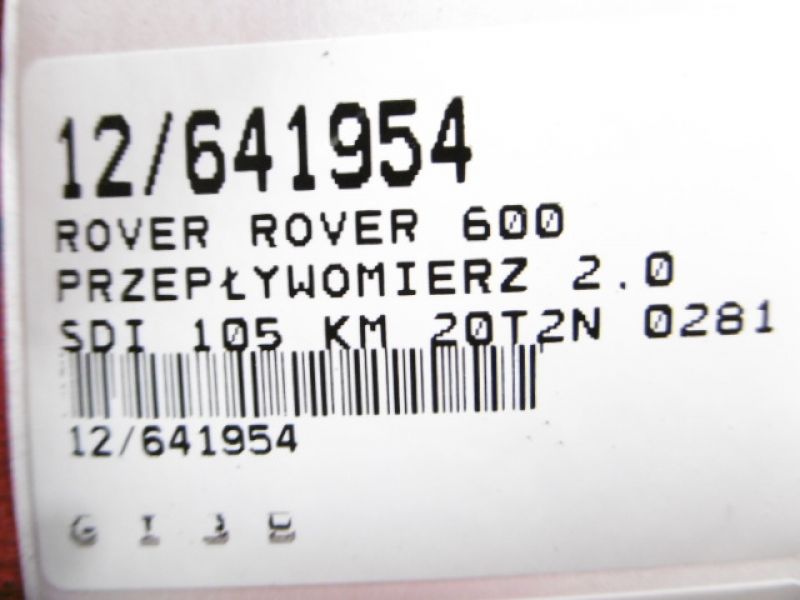 12/641954
ROVER ROVER 600
PRZEPŁYWOMIERZ 2.0
SDI 105 KM 20T2N 0281
12/641954